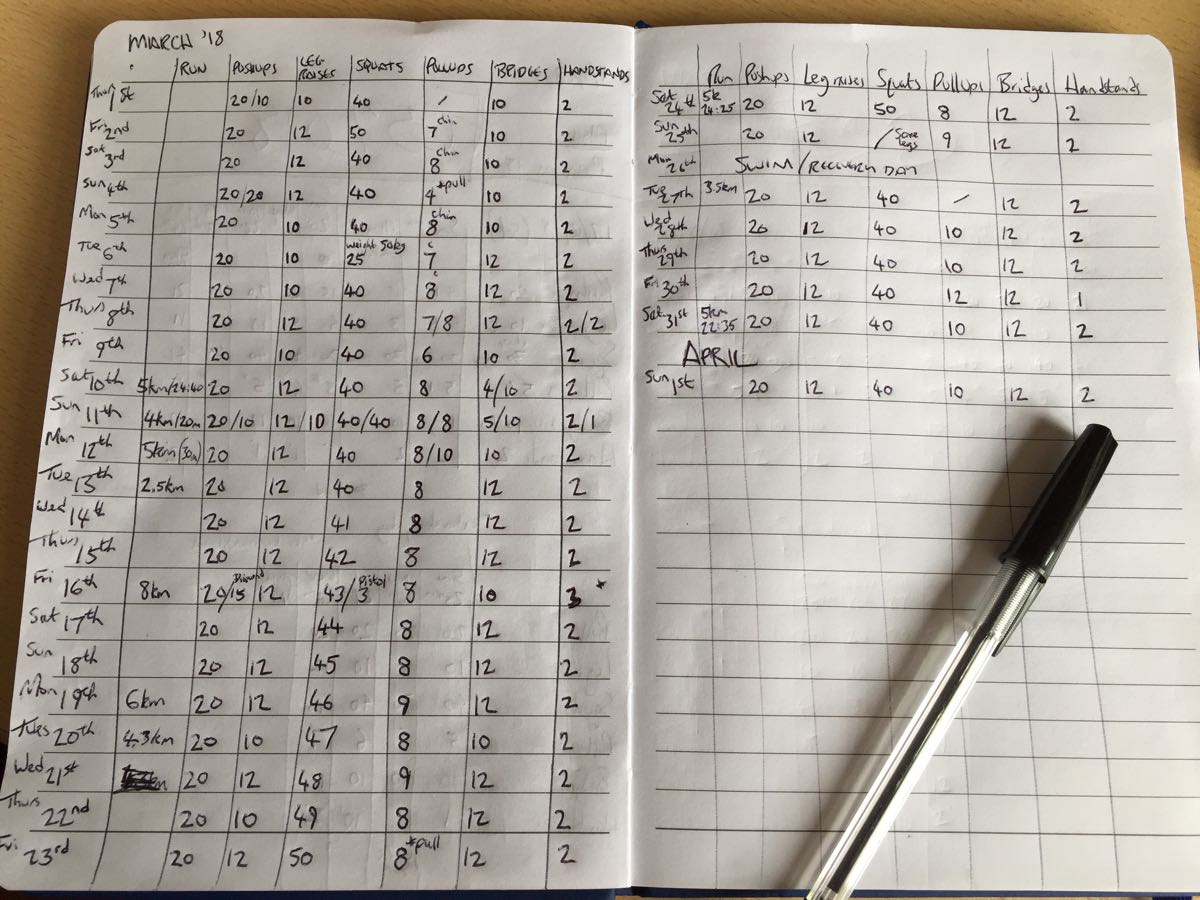 MARCH '18
RUN PUSHUPS LEG RAISES SQUATS PULLUPS BRIDGES HANDSTANDS
Thur 1st 20/10 10 40 / 10 2
Fri 2nd 20 12 50 7 chin 10 2
Sat 3rd 20 12 40 8 chin 10 2
Sun 4th 20/20 12 40 4 *pull 10 2
Mon 5th 20 10 40 8 chin 10 2
Tue 6th 20 10 weight 50kg 25 7 c 12 2
Wed 7th 20 10 40 8 c 12 2
Thurs 8th 20 12 40 7/8 12 2/2
Fri 9th 20 10 40 6 10 2
Sat 10th 5km/24:40 20 12 40 8 4/10 2
Sun 11th 4km/20m 20/10 12/10 40/40 8/8 5/10 2/1
Mon 12th 5km (30m) 20 12 40 8/10 10 2
Tue 13th 2.5km 20 12 40 8 12 2
Wed 14th 20 12 41 8 12 2
Thurs 15th 20 12 42 8 12 2
Fri 16th 8km 20/15 Diamond 12 43/3 Pistol 8 10 3 *
Sat 17th 20 12 44 8 12 2
Sun 18th 20 12 45 8 12 2
Mon 19th 6km 20 12 46 9 12 2
Tues 20th 4.3km 20 10 47 8 10 2
Wed 21st 20 12 48 9 12 2
Thurs 22nd 20 10 49 8 12 2
Fri 23rd 20 12 50 8 *pull 12 2
Run Pushups Leg raises Squats Pullups Bridges Handstands
Sat 24th 5k 24:25 20 12 50 8 12 2
Sun 25th 20 12 / Sore legs 9 12 2
Mon 26th SWIM/RECOVERY DAY
Tue 27th 3.5km 20 12 40 / 12 2
Wed 28th 20 12 40 10 12 2
Thurs 29th 20 12 40 10 12 2
Fri 30th 20 12 40 12 12 1
Sat 31st 5km 22:35 20 12 40 10 12 2
APRIL
Sun 1st 20 12 40 10 12 2